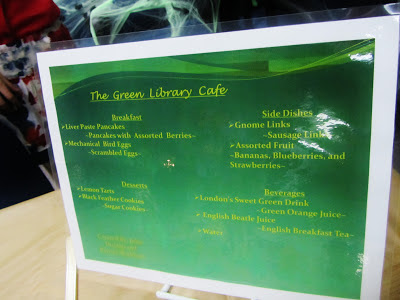 The Green Library Cafe
Breakfast
➢Liver Paste Pancakes
~Pancakes with Assorted Berries~
➢Mechanical Bird Eggs
~Scrambled Eggs~
Side Dishes
➢Gnome Links
~Sausage Links
➢Assorted Fruit
~Bananas, Blueberries, and
Strawberries~
Desserts
➢Lemon Tarts
➢Black Feather Cookies
~Sugar Cookies~
Beverages
➢London's Sweet Green Drink
~Green Orange Juice~
➢English Beatle Juice
~English Breakfast Tea~
➢Water